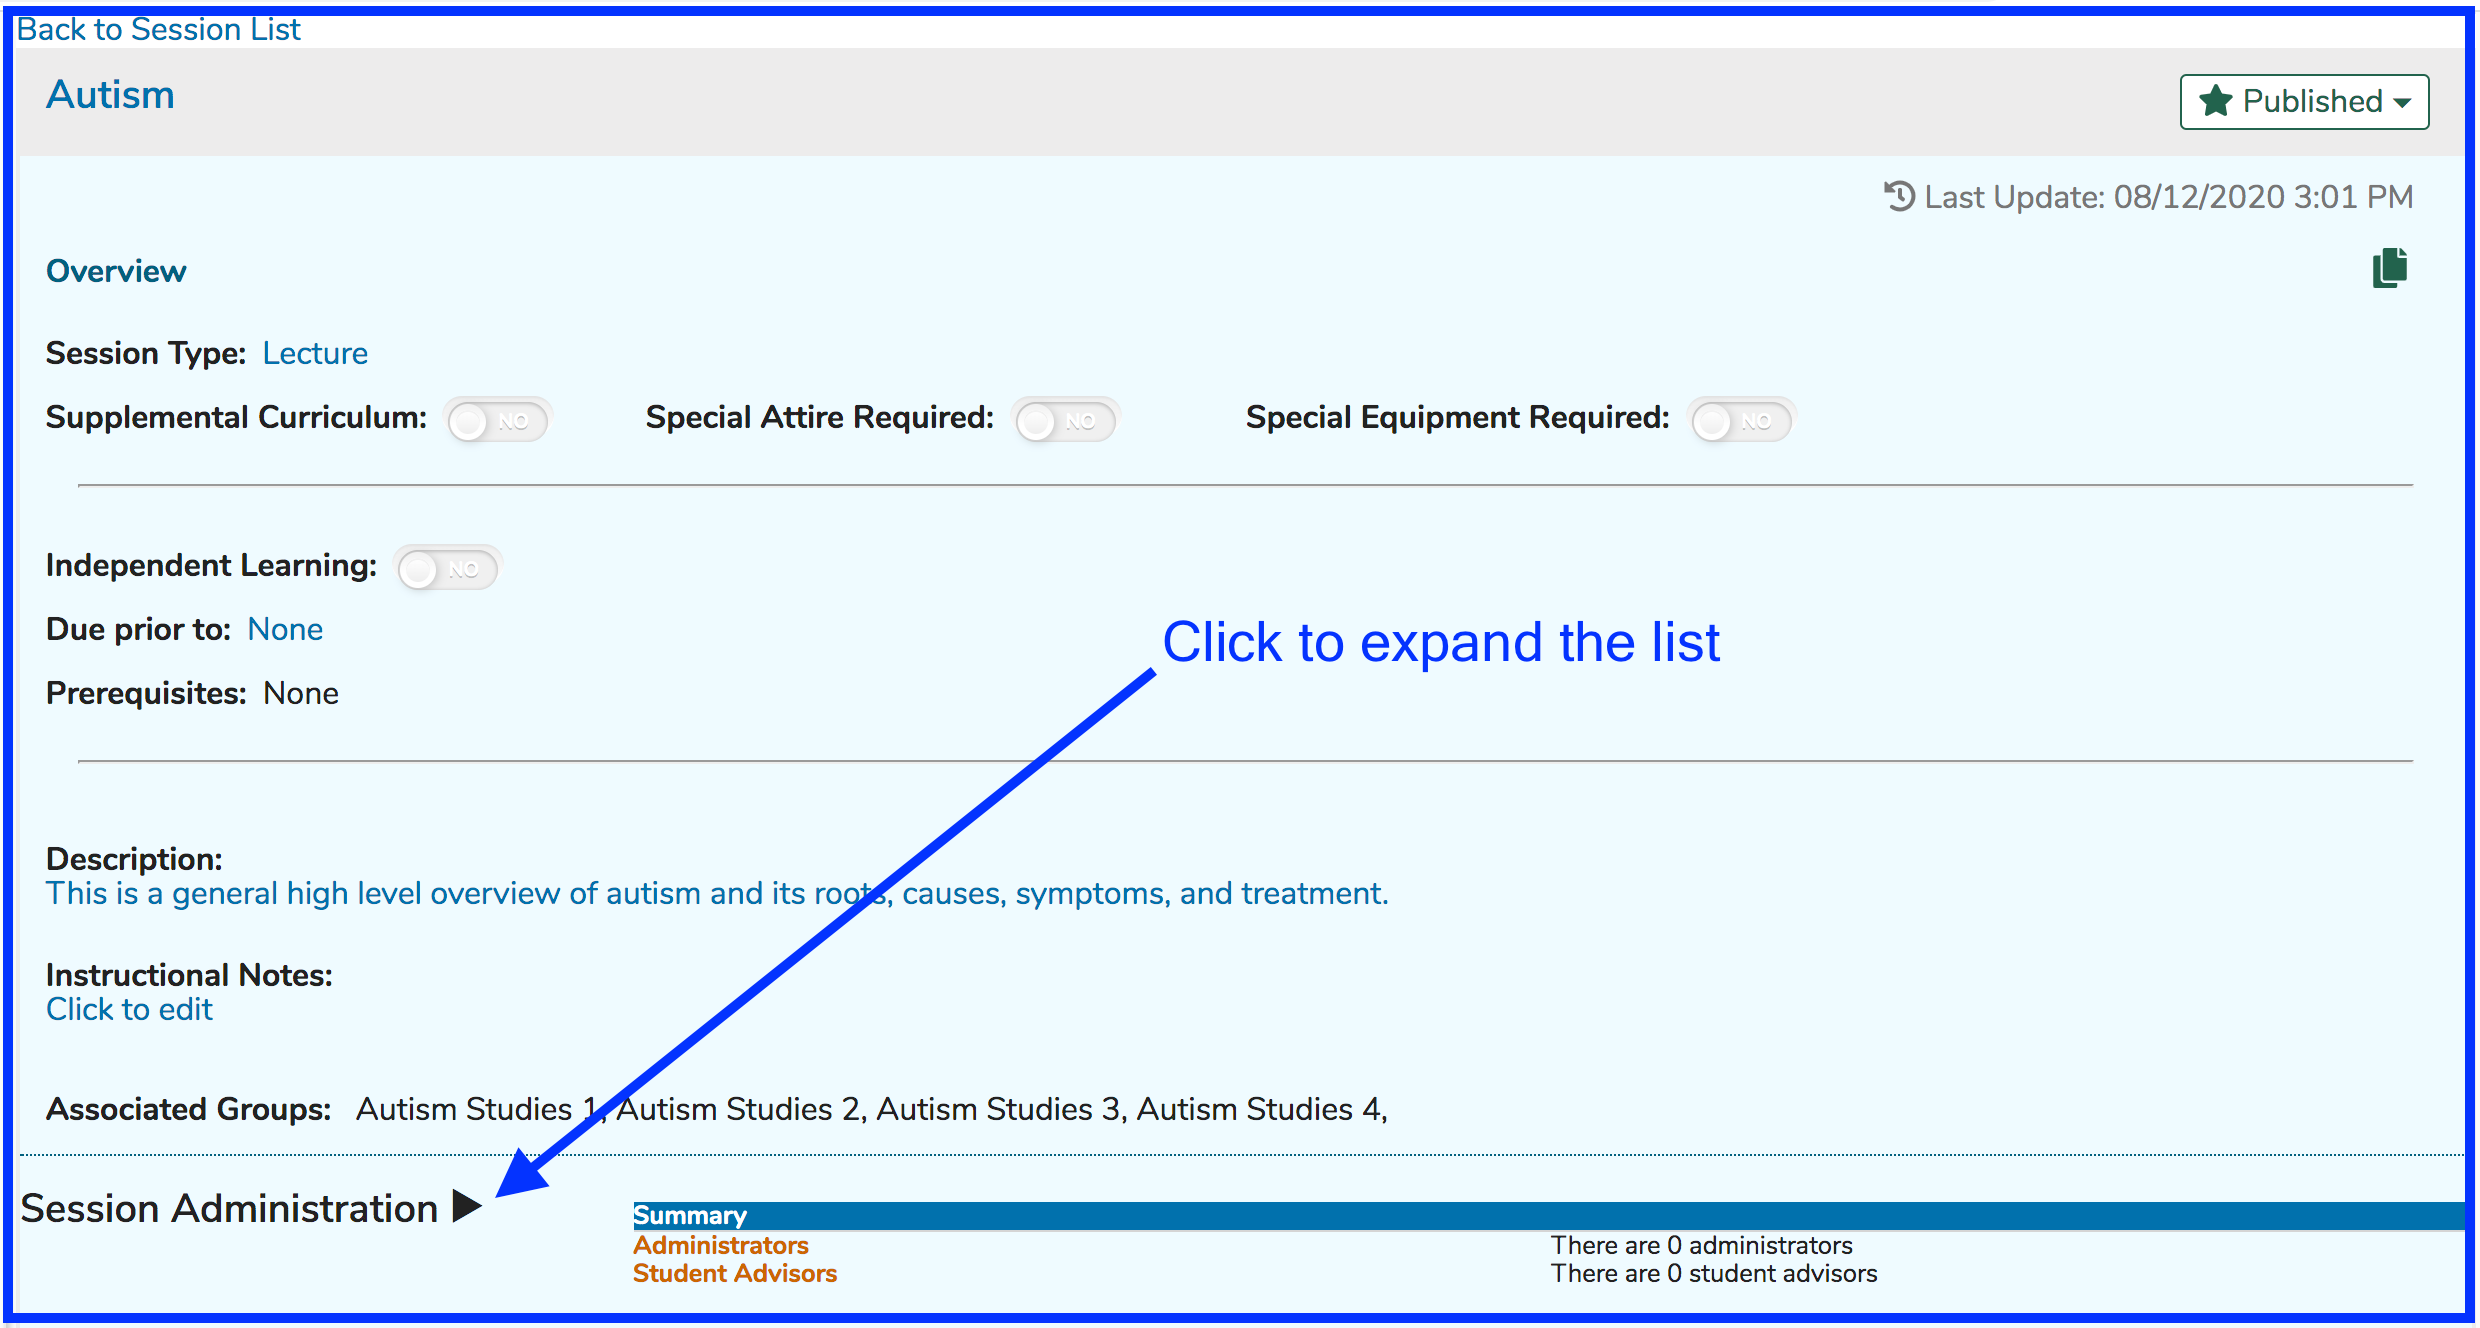 Back to Session List
Autism
Published
Last Update: 08/12/2020 3:01 PM
Overview
Session Type: Lecture
Supplemental Curriculum: NO Special Attire Required: NO Special Equipment Required: NO
Independent Learning: NO
Due prior to: None
Click to expand the list
Prerequisites: None
Description:
This is a general high level overview of autism and its roots, causes, symptoms, and treatment.
Instructional Notes:
Click to edit
Associated Groups: Autism Studies 1, Autism Studies 2, Autism Studies 3, Autism Studies 4,
Session Administration
Summary
Administrators There are 0 administrators
Student Advisors There are 0 student advisors